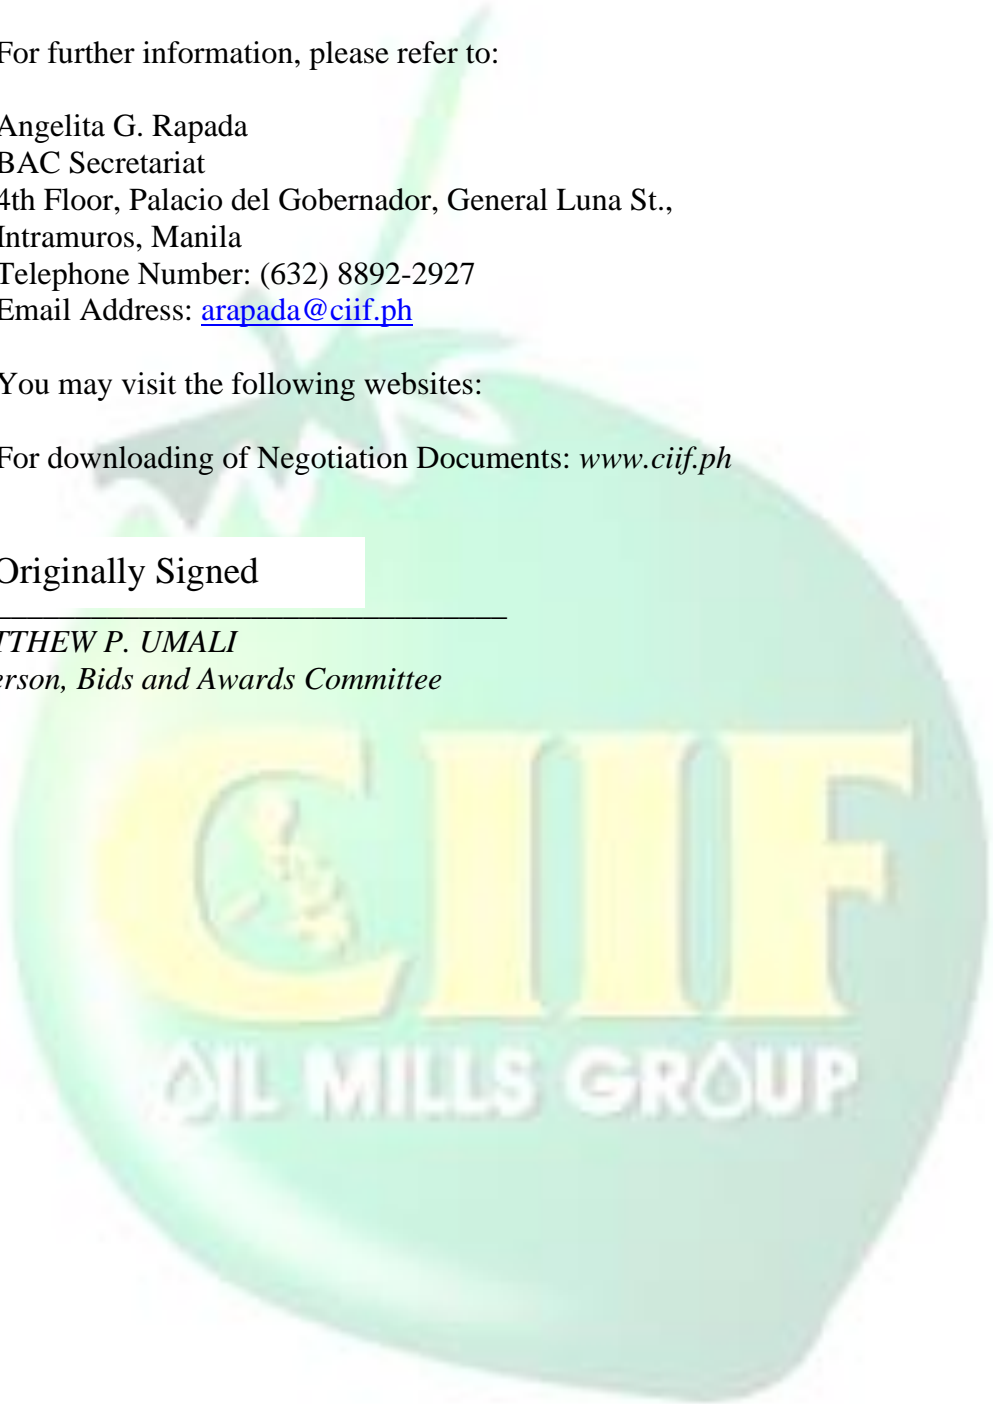 For further information, please refer to:
Angelita G. Rapada
BAC Secretariat
4th Floor, Palacio del Gobernador, General Luna St.,
Intramuros, Manila
Telephone Number: (632) 8892-2927
Email Address: arapada@ciif.ph
You may visit the following websites:
For downloading of Negotiation Documents: www.ciif.ph
Originally Signed
TTHEW P. UMALI
erson, Bids and Awards Committee
CIIF
OIL MILLS GROUP